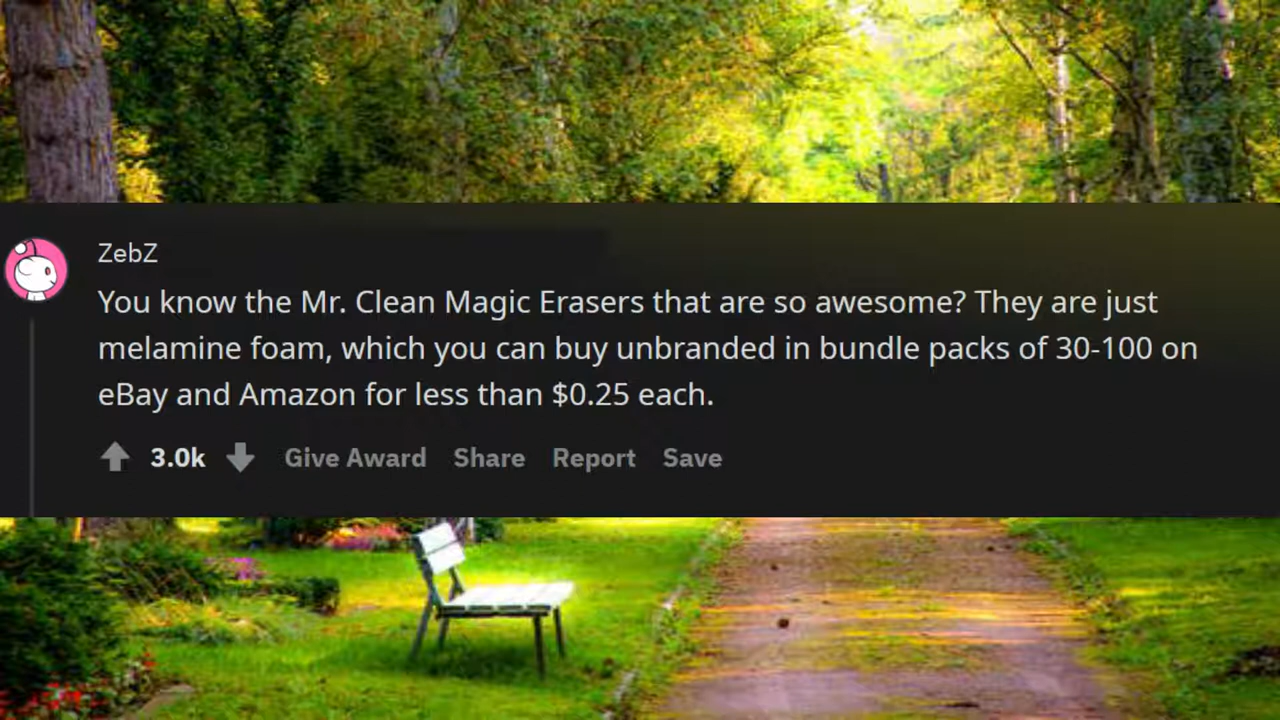 ZebZ
You know the Mr. Clean Magic Erasers that are so awesome? They are just
melamine foam, which you can buy unbranded in bundle packs of 30-100 on
eBay and Amazon for less than $0.25 each.
3.0k Give Award Share Report Save